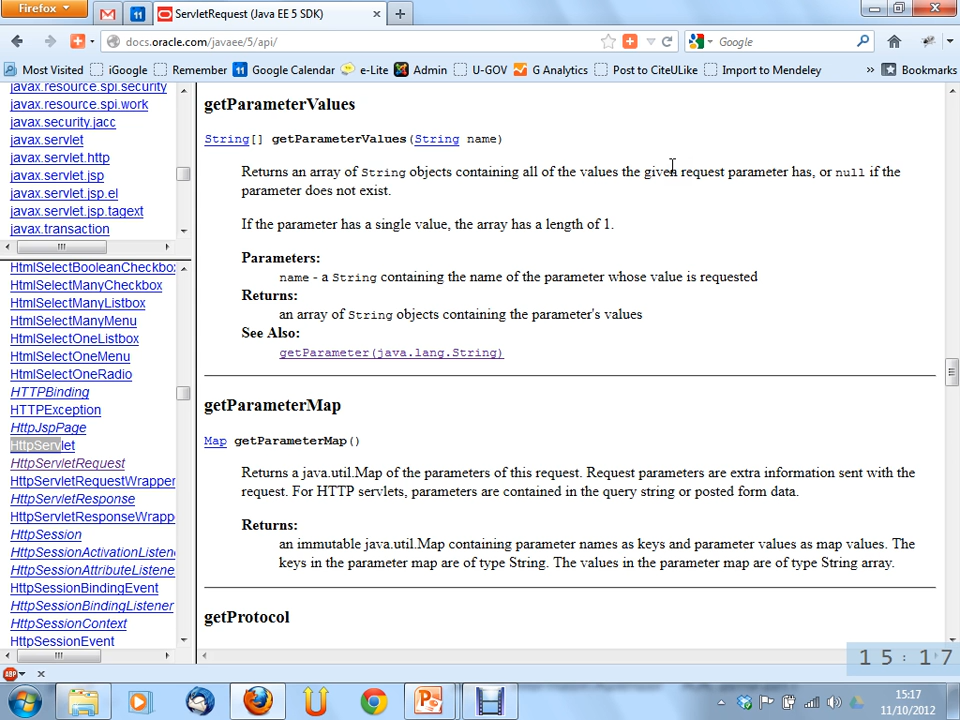 Firefox
11
ServletRequest (Java EE 5 SDK)
docs.oracle.com/javaee/5/api/
Google
Most Visited
iGoogle
Remember
11 Google Calendar
e-Lite
Admin
U-GOV
G Analytics
Post to CiteULike
Import to Mendeley
»
Bookmarks
javax.resource.spi.security
javax.resource.spi.work
javax.security.jacc
javax.servlet
javax.servlet.http
javax.servlet.jsp
javax.servlet.jsp.el
javax.servlet.jsp.tagext
javax.transaction
HtmlSelectBooleanCheckbox
HtmlSelectManyCheckbox
HtmlSelectManyListbox
HtmlSelectManyMenu
HtmlSelectOneListbox
HtmlSelectOneMenu
HtmlSelectOneRadio
HTTPBinding
HTTPException
HttpJspPage
HttpServlet
HttpServletRequest
HttpServletRequestWrapper
HttpServletResponse
HttpServletResponseWrapp
HttpSession
HttpSessionActivationListen
HttpSessionAttributeListene
HttpSessionBindingEvent
HttpSessionBindingListener
HttpSessionContext
HttpSessionEvent
getParameterValues
String[] getParameterValues(String name)
Returns an array of String objects containing all of the values the given request parameter has, or null if the
parameter does not exist.
If the parameter has a single value, the array has a length of 1.
Parameters:
name - a String containing the name of the parameter whose value is requested
Returns:
an array of String objects containing the parameter's values
See Also:
getParameter(java.lang.String)
getParameterMap
Map getParameterMap()
Returns a java.util.Map of the parameters of this request. Request parameters are extra information sent with the
request. For HTTP servlets, parameters are contained in the query string or posted form data.
Returns:
an immutable java.util.Map containing parameter names as keys and parameter values as map values. The
keys in the parameter map are of type String. The values in the parameter map are of type String array.
getProtocol
15:17
ABP
15:17
11/10/2012